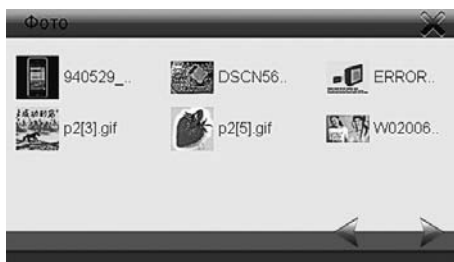 Фото
940529_..
DSCN56..
ERROR..
p2[3].gif
p2[5].gif
W02006..